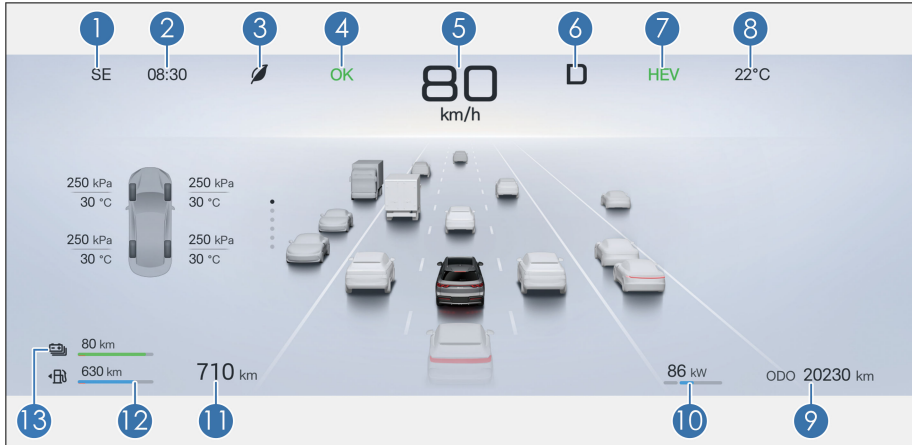 1 2 3 4 5 6 7 8
SE 08:30 OK 80 D HEV 22°C
km/h
250 kPa 250 kPa
30 °C 30 °C
250 kPa 250 kPa
30 °C 30 °C
80 km
630 km 710 km 86 kW ODO 20230 km
13 12 11 10 9